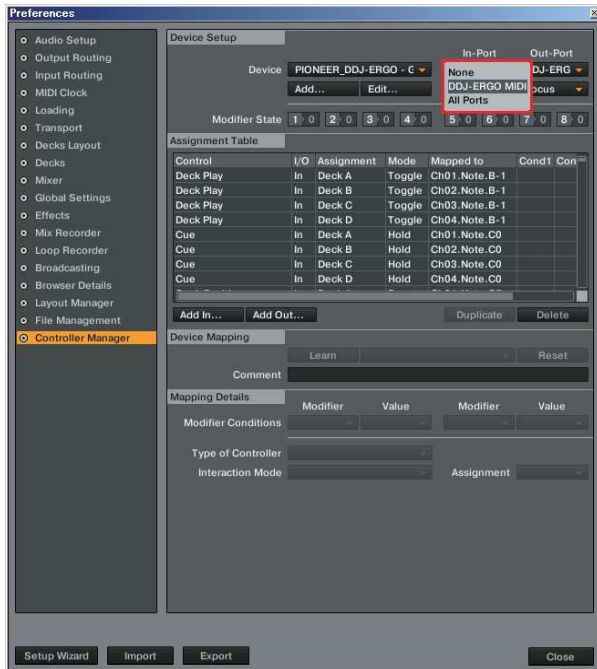 Preferences
Audio Setup
Output Routing
Input Routing
MIDI Clock
Loading
Transport
Decks Layout
Decks
Mixer
Global Settings
Effects
Mix Recorder
Loop Recorder
Broadcasting
Browser Details
Layout Manager
File Management
Controller Manager
Device Setup
In-Port Out-Port
Device PIONEER_DDJ-ERGO - DJ-ERG
None
DDJ-ERGO MIDI
All Ports
Add... Edit... ocus
Modifier State 1 0 2 0 3 0 4 0 5 0 6 0 7 0 8 0
Assignment Table
Control I/O Assignment Mode Mapped to Cond1 Con
Deck Play In Deck A Toggle Ch01.Note.B-1
Deck Play In Deck B Toggle Ch02.Note.B-1
Deck Play In Deck C Toggle Ch03.Note.B-1
Deck Play In Deck D Toggle Ch04.Note.B-1
Cue In Deck A Hold Ch01.Note.C0
Cue In Deck B Hold Ch02.Note.C0
Cue In Deck C Hold Ch03.Note.C0
Cue In Deck D Hold Ch04.Note.C0
Add In... Add Out... Duplicate Delete
Device Mapping
Learn Reset
Comment
Mapping Details
Modifier Value Modifier Value
Modifier Conditions
Type of Controller
Interaction Mode Assignment
Setup Wizard Import Export Close